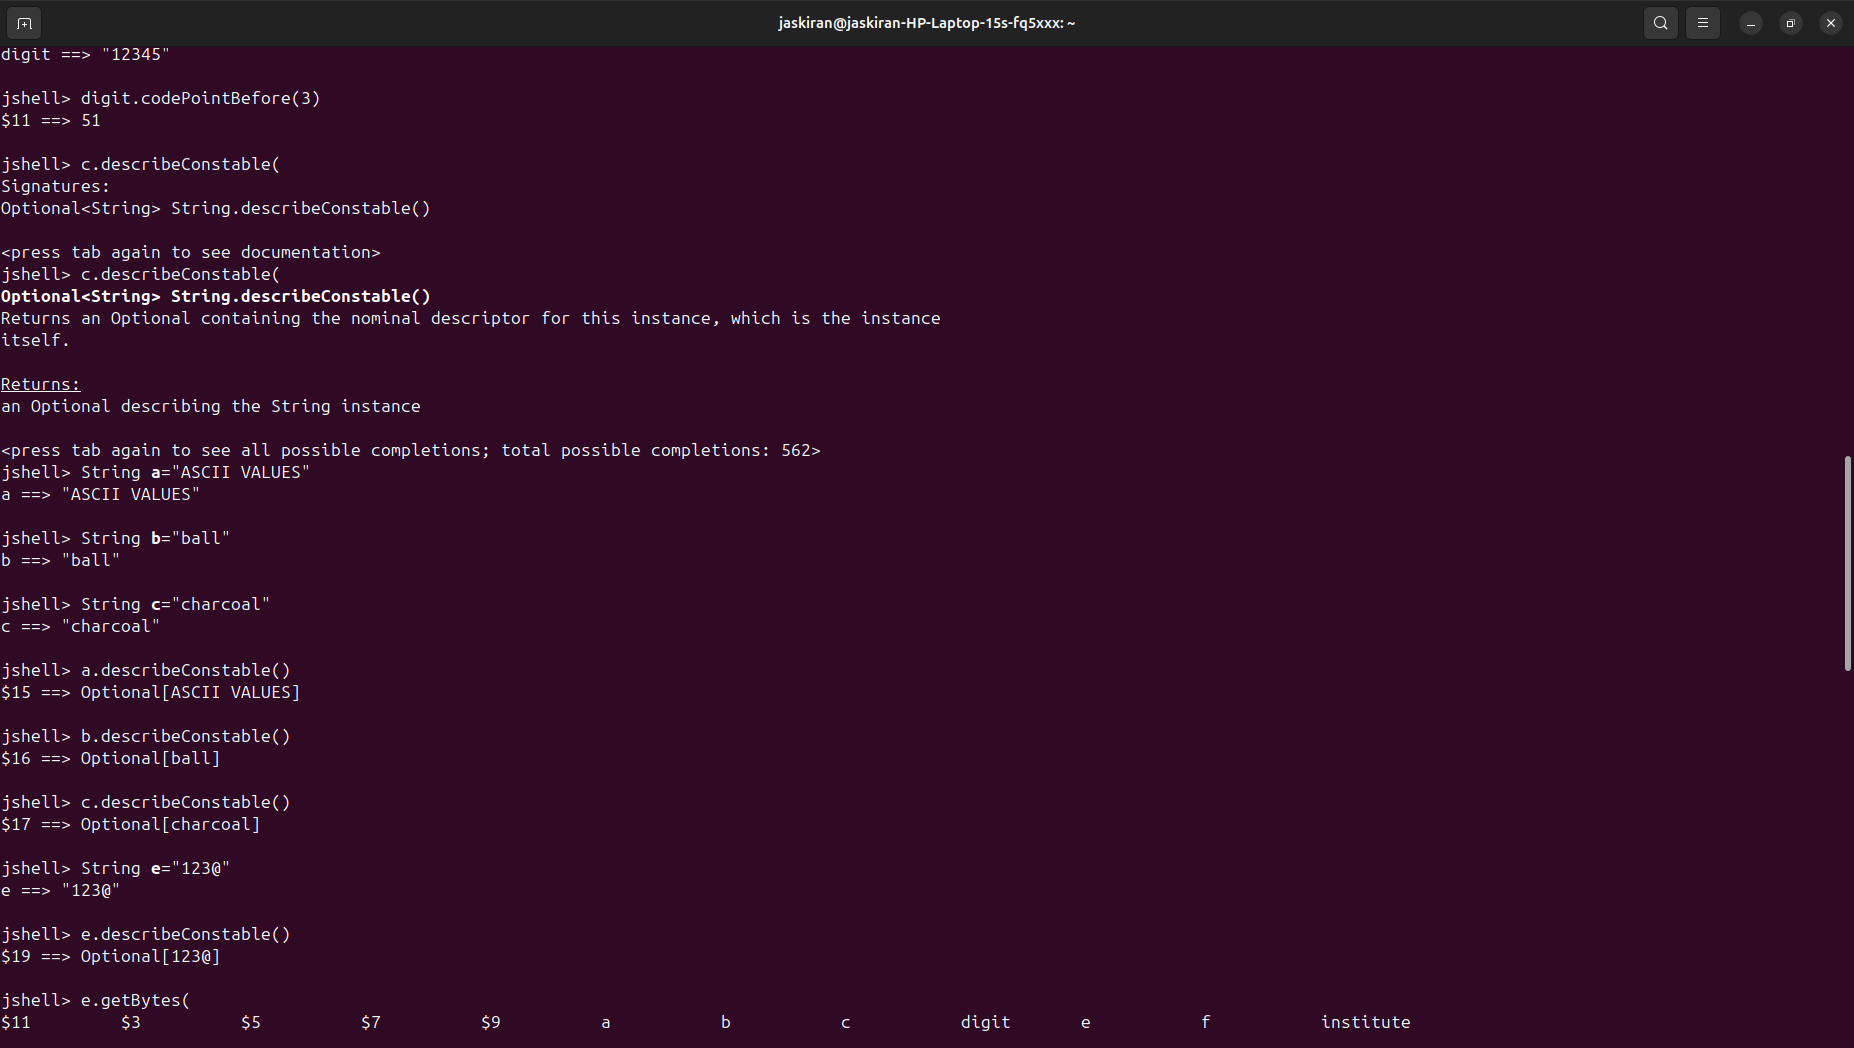 jaskiran@jaskiran-HP-Laptop-15s-fq5xxx: ~
digit ==> "12345"
jshell> digit.codePointBefore(3)
$11 ==> 51
jshell> c.describeConstable(
Signatures:
Optional<String> String.describeConstable()
<press tab again to see documentation>
jshell> c.describeConstable(
Optional<String> String.describeConstable()
Returns an Optional containing the nominal descriptor for this instance, which is the instance
itself.
Returns:
an Optional describing the String instance
<press tab again to see all possible completions; total possible completions: 562>
jshell> String a="ASCII VALUES"
a ==> "ASCII VALUES"
jshell> String b="ball"
b ==> "ball"
jshell> String c="charcoal"
c ==> "charcoal"
jshell> a.describeConstable()
$15 ==> Optional[ASCII VALUES]
jshell> b.describeConstable()
$16 ==> Optional[ball]
jshell> c.describeConstable()
$17 ==> Optional[charcoal]
jshell> String e="123@"
e ==> "123@"
jshell> e.describeConstable()
$19 ==> Optional[123@]
jshell> e.getBytes(
$11 $3 $5 $7 $9 a b c digit e f institute